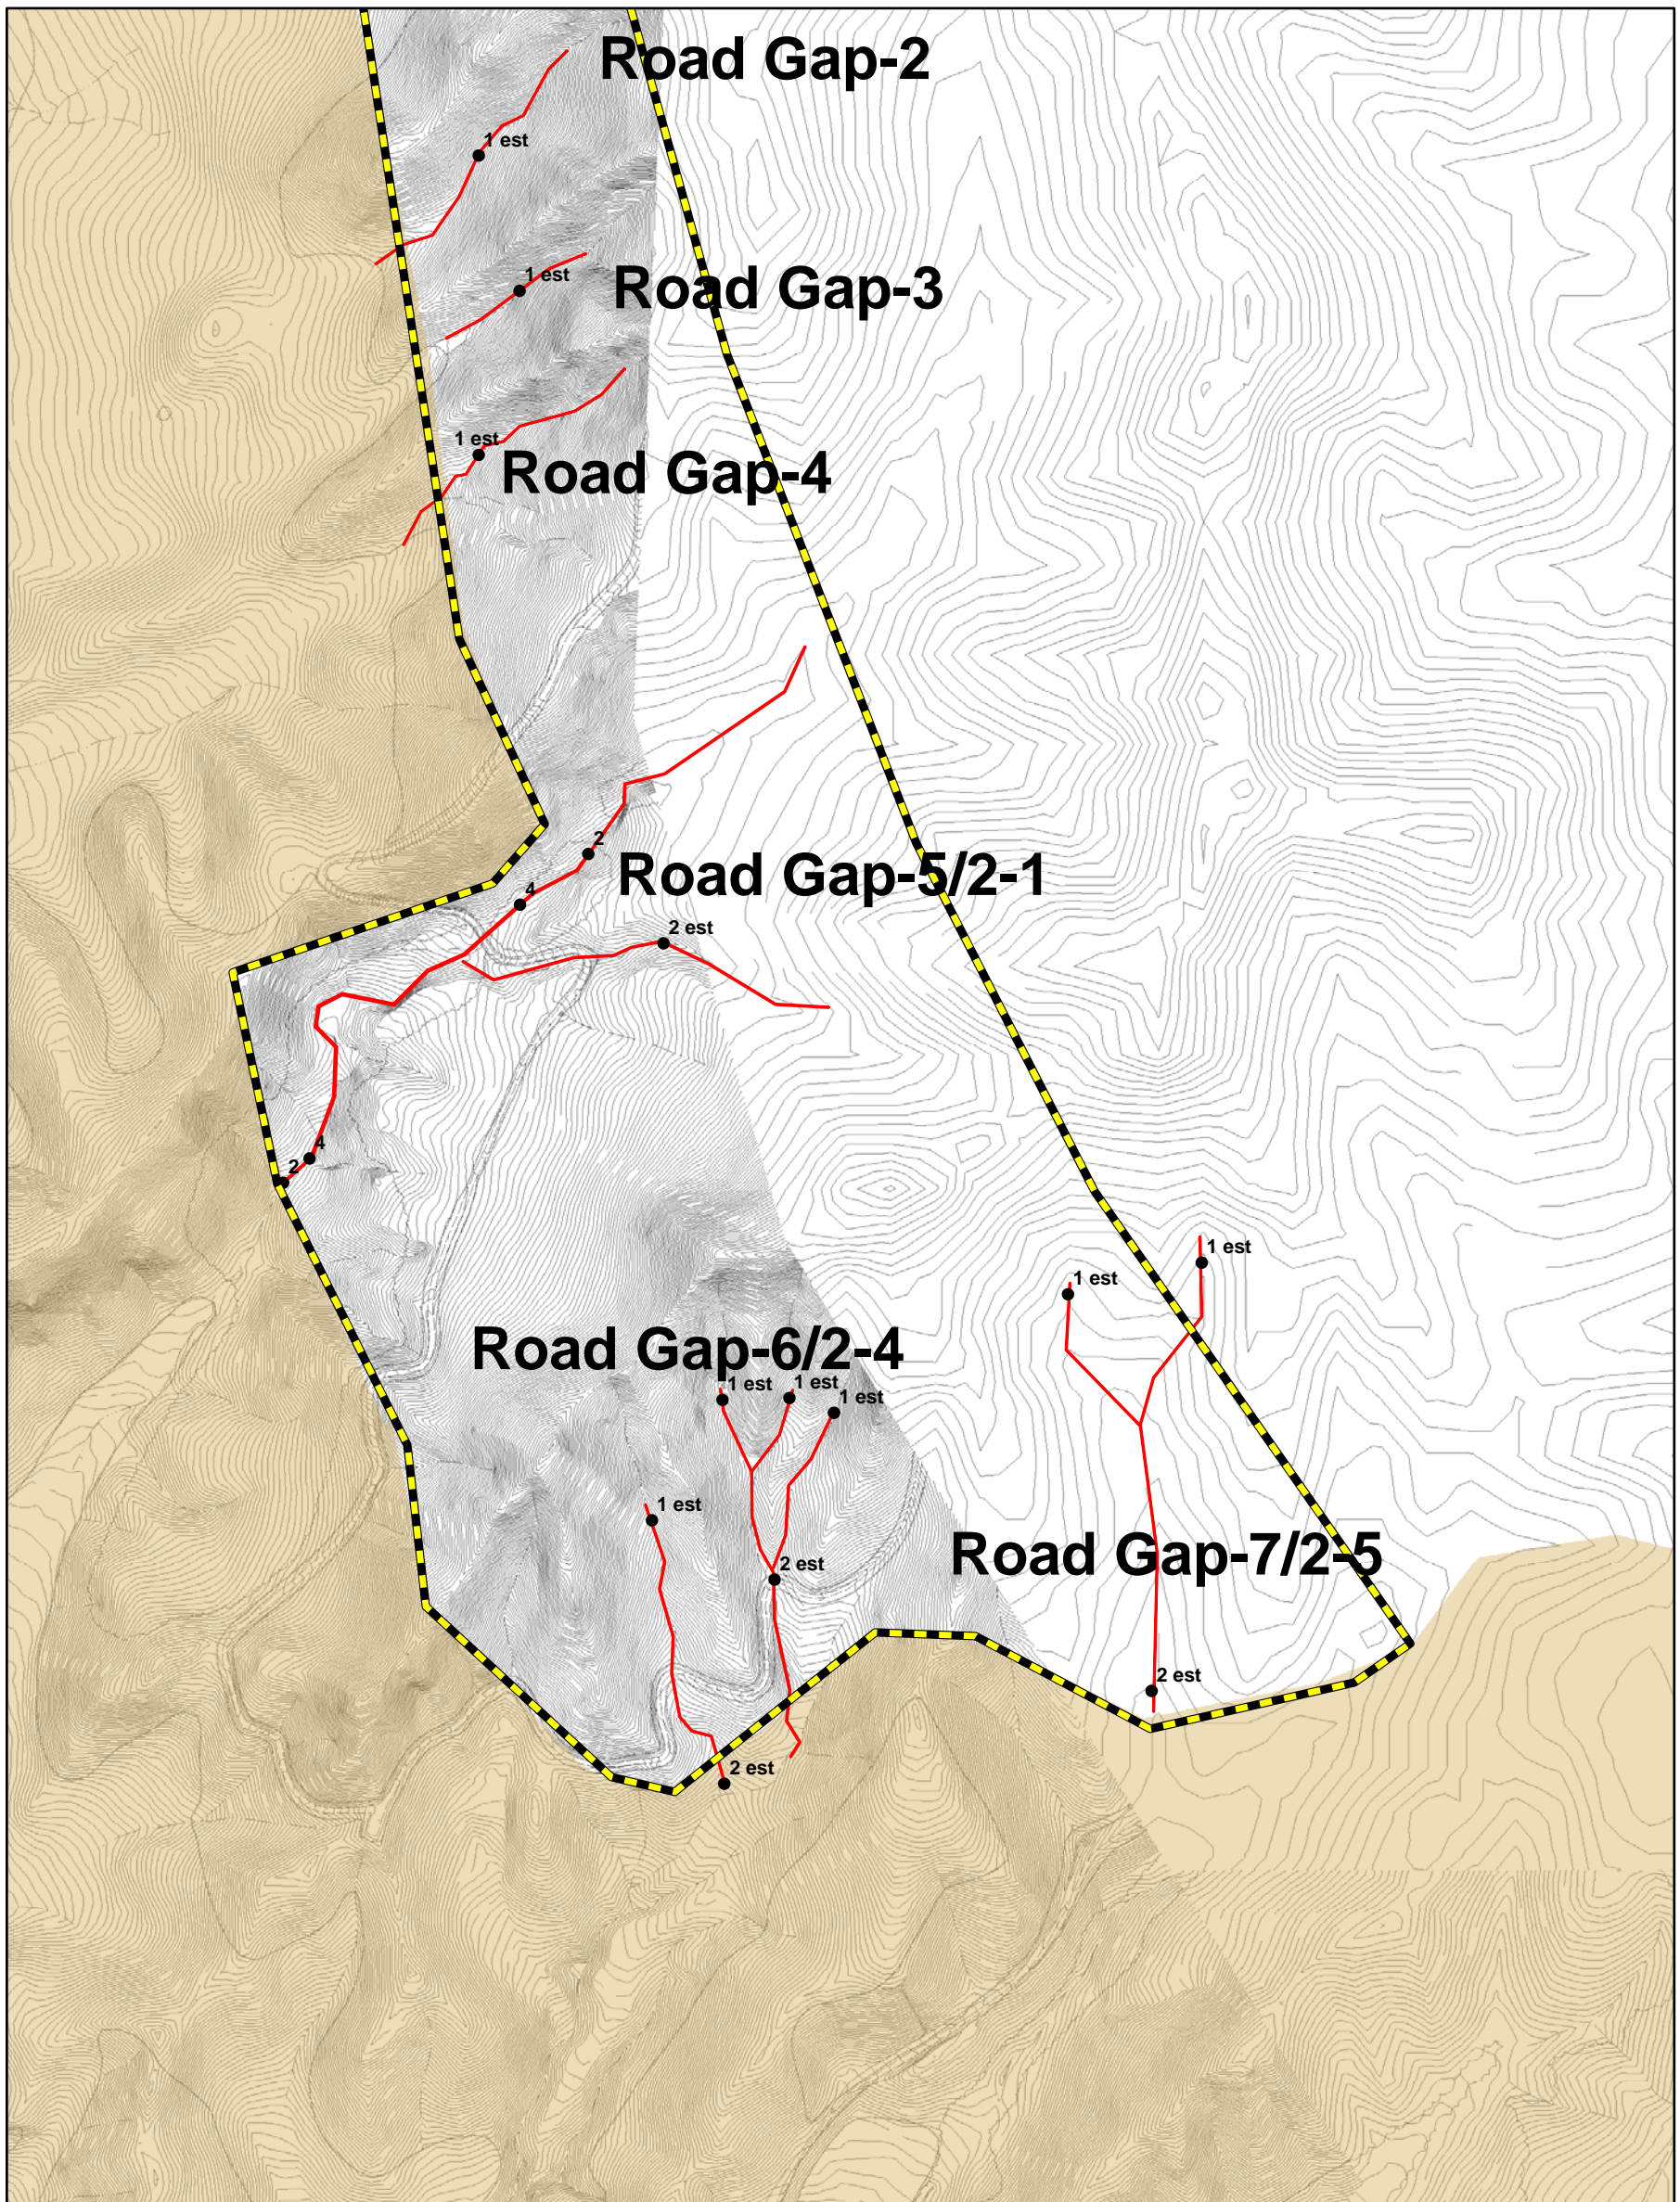 Road Gap-2
1 est
1 est
Road Gap-3
1 est
Road Gap-4
2
Road Gap-5/2-1
4
2 est
4
2
1 est
1 est
Road Gap-6/2-4
1 est
1 est
1 est
1 est
Road Gap-7/2-5
2 est
2 est
2 est